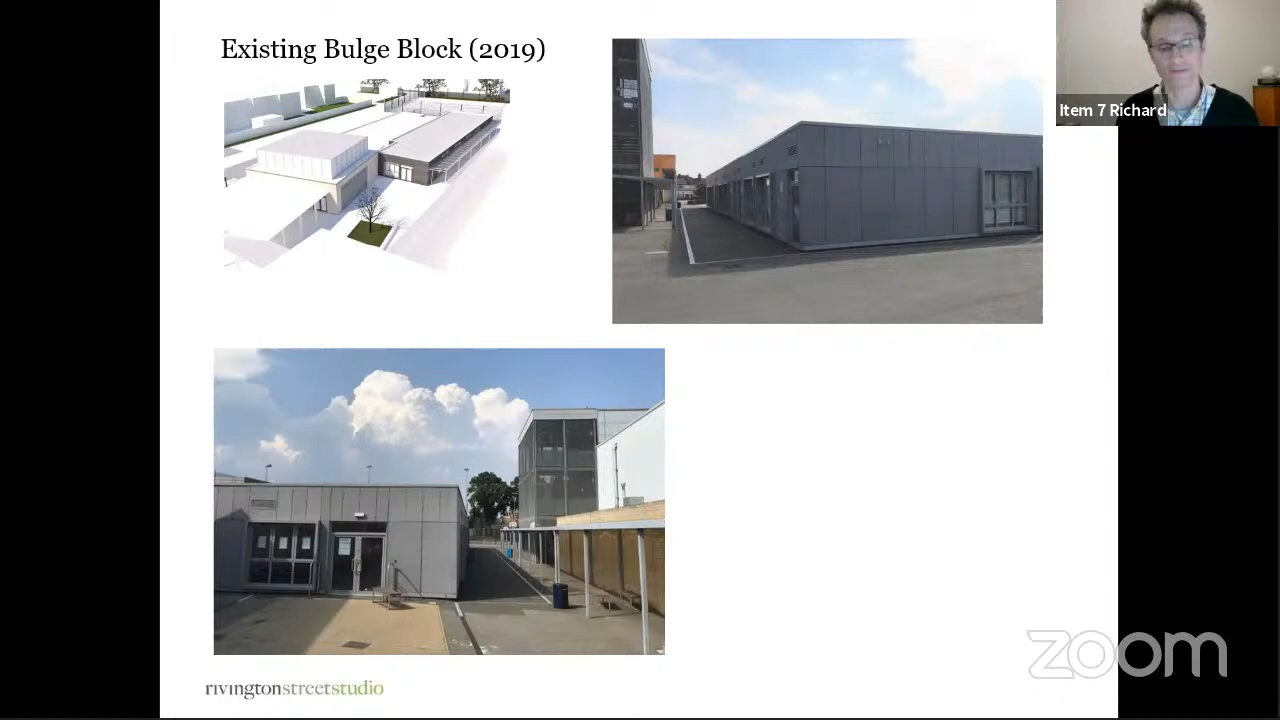 Existing Bulge Block (2019)
Item 7 Richard
zoom
rivingtonstreetstudio